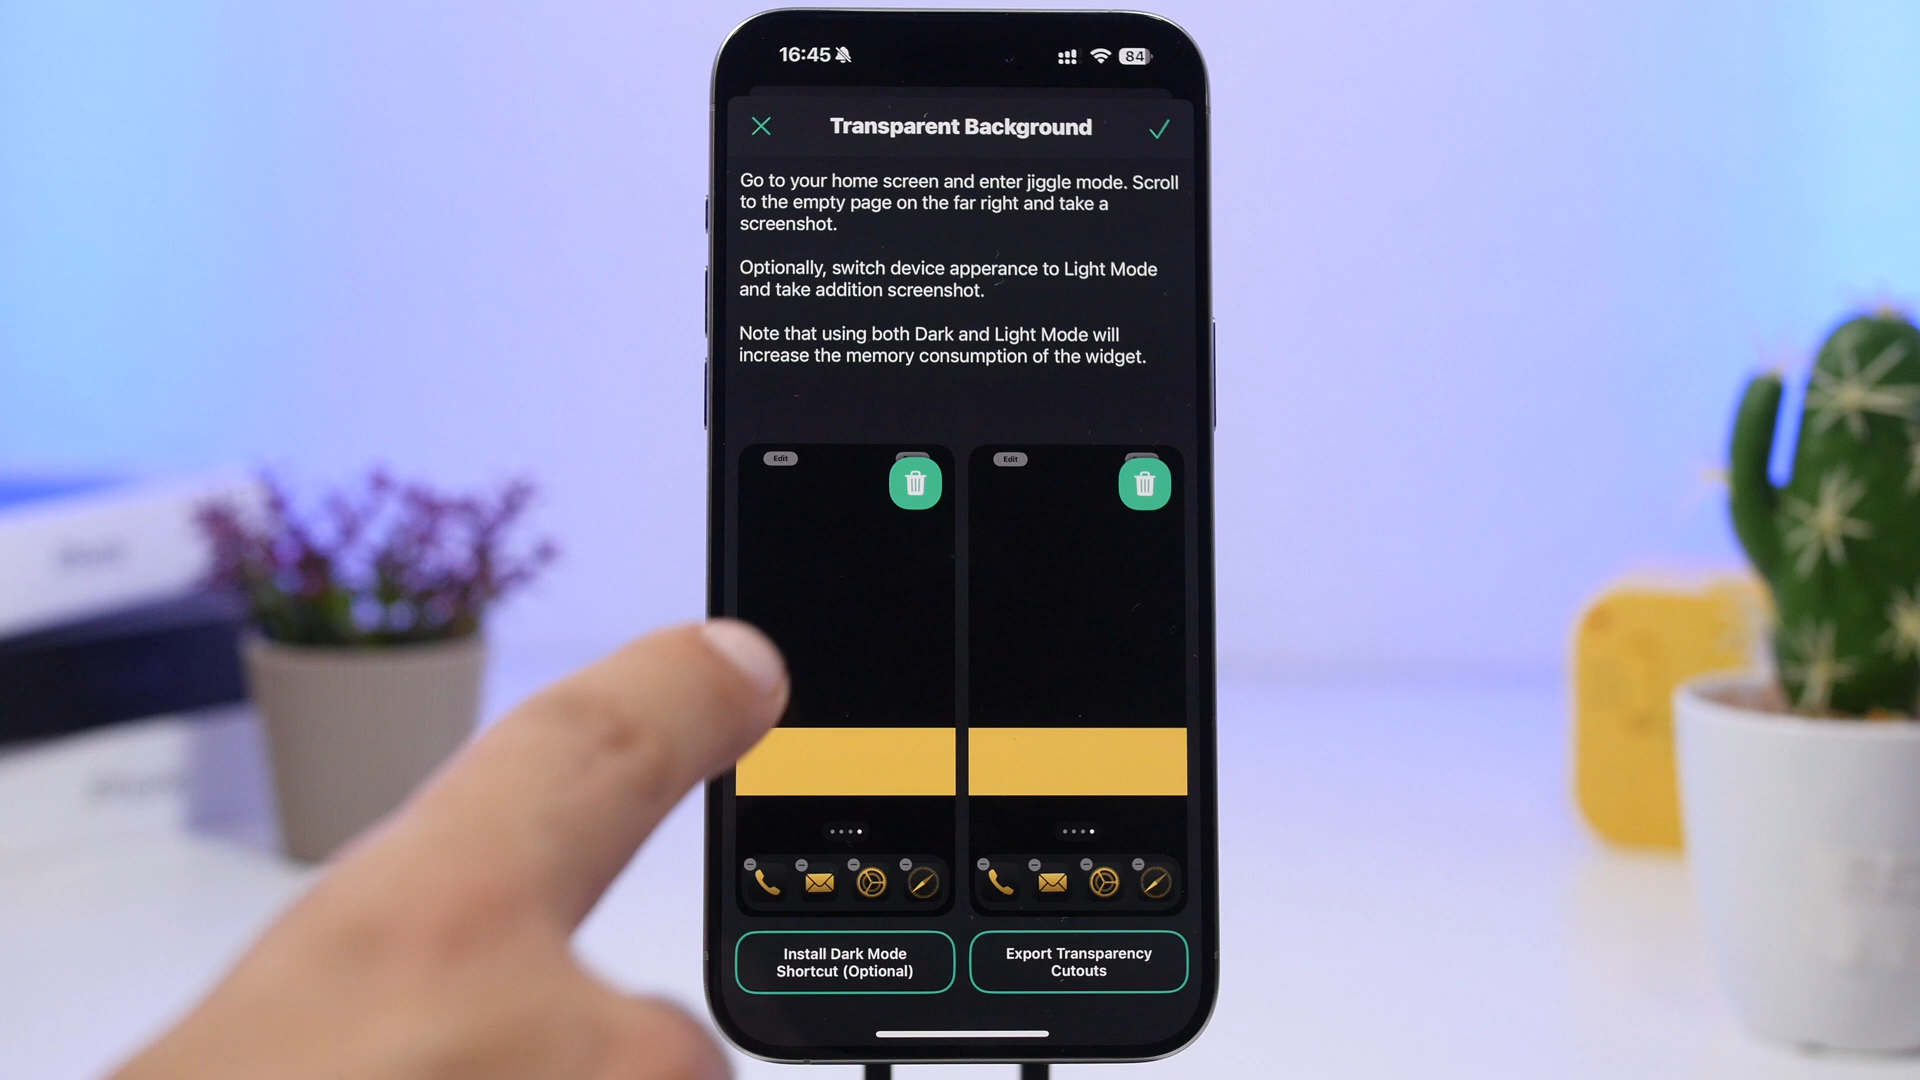 16:45
84
Transparent Background
Go to your home screen and enter jiggle mode. Scroll
to the empty page on the far right and take a
screenshot.
Optionally, switch device apperance to Light Mode
and take addition screenshot.
Note that using both Dark and Light Mode will
increase the memory consumption of the widget.
Edit
Edit
Install Dark Mode
Shortcut (Optional)
Export Transparency
Cutouts